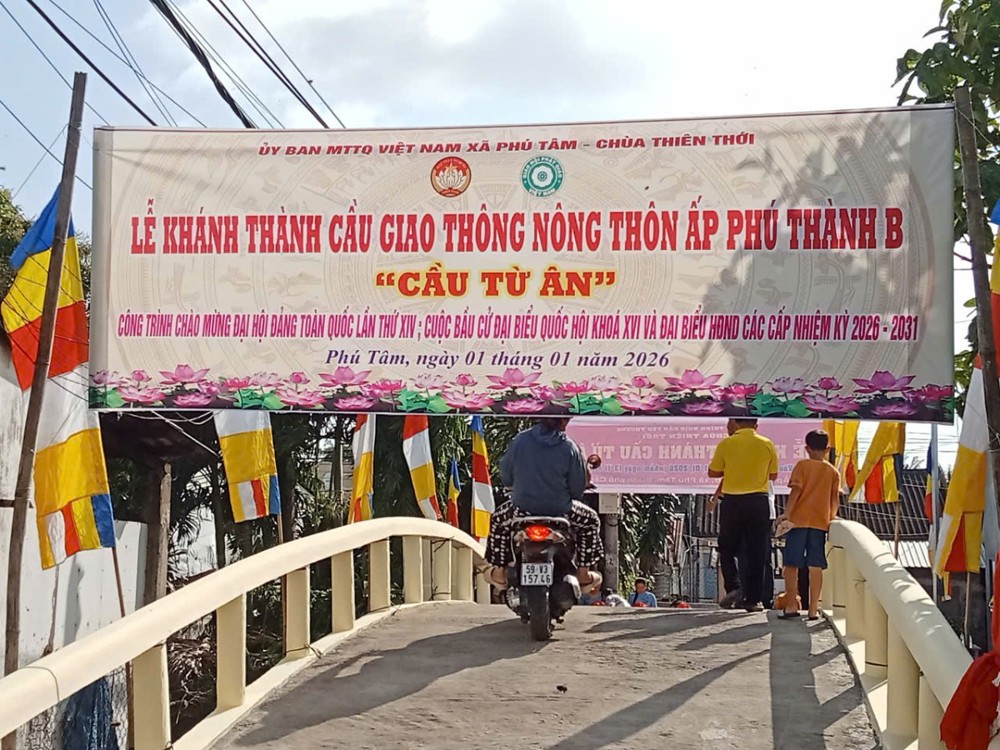 ỦY BAN MTTQ VIỆT NAM XÃ PHÚ TÂM - CHÙA THIÊN THỚI
LỄ KHÁNH THÀNH CẦU GIAO THÔNG NÔNG THÔN ẤP PHÚ THÀNH B
“CẦU TỪ ÂN”
CÔNG TRÌNH CHÀO MỪNG ĐẠI HỘI ĐẢNG TOÀN QUỐC LẦN THỨ XIV ; CUỘC BẦU CỬ ĐẠI BIỂU QUỐC HỘI KHOÁ XVI VÀ ĐẠI BIỂU HĐND CÁC CẤP NHIỆM KỲ 2026 - 2031
Phú Tâm, ngày 01 tháng 01 năm 2026
59-V3
157.46